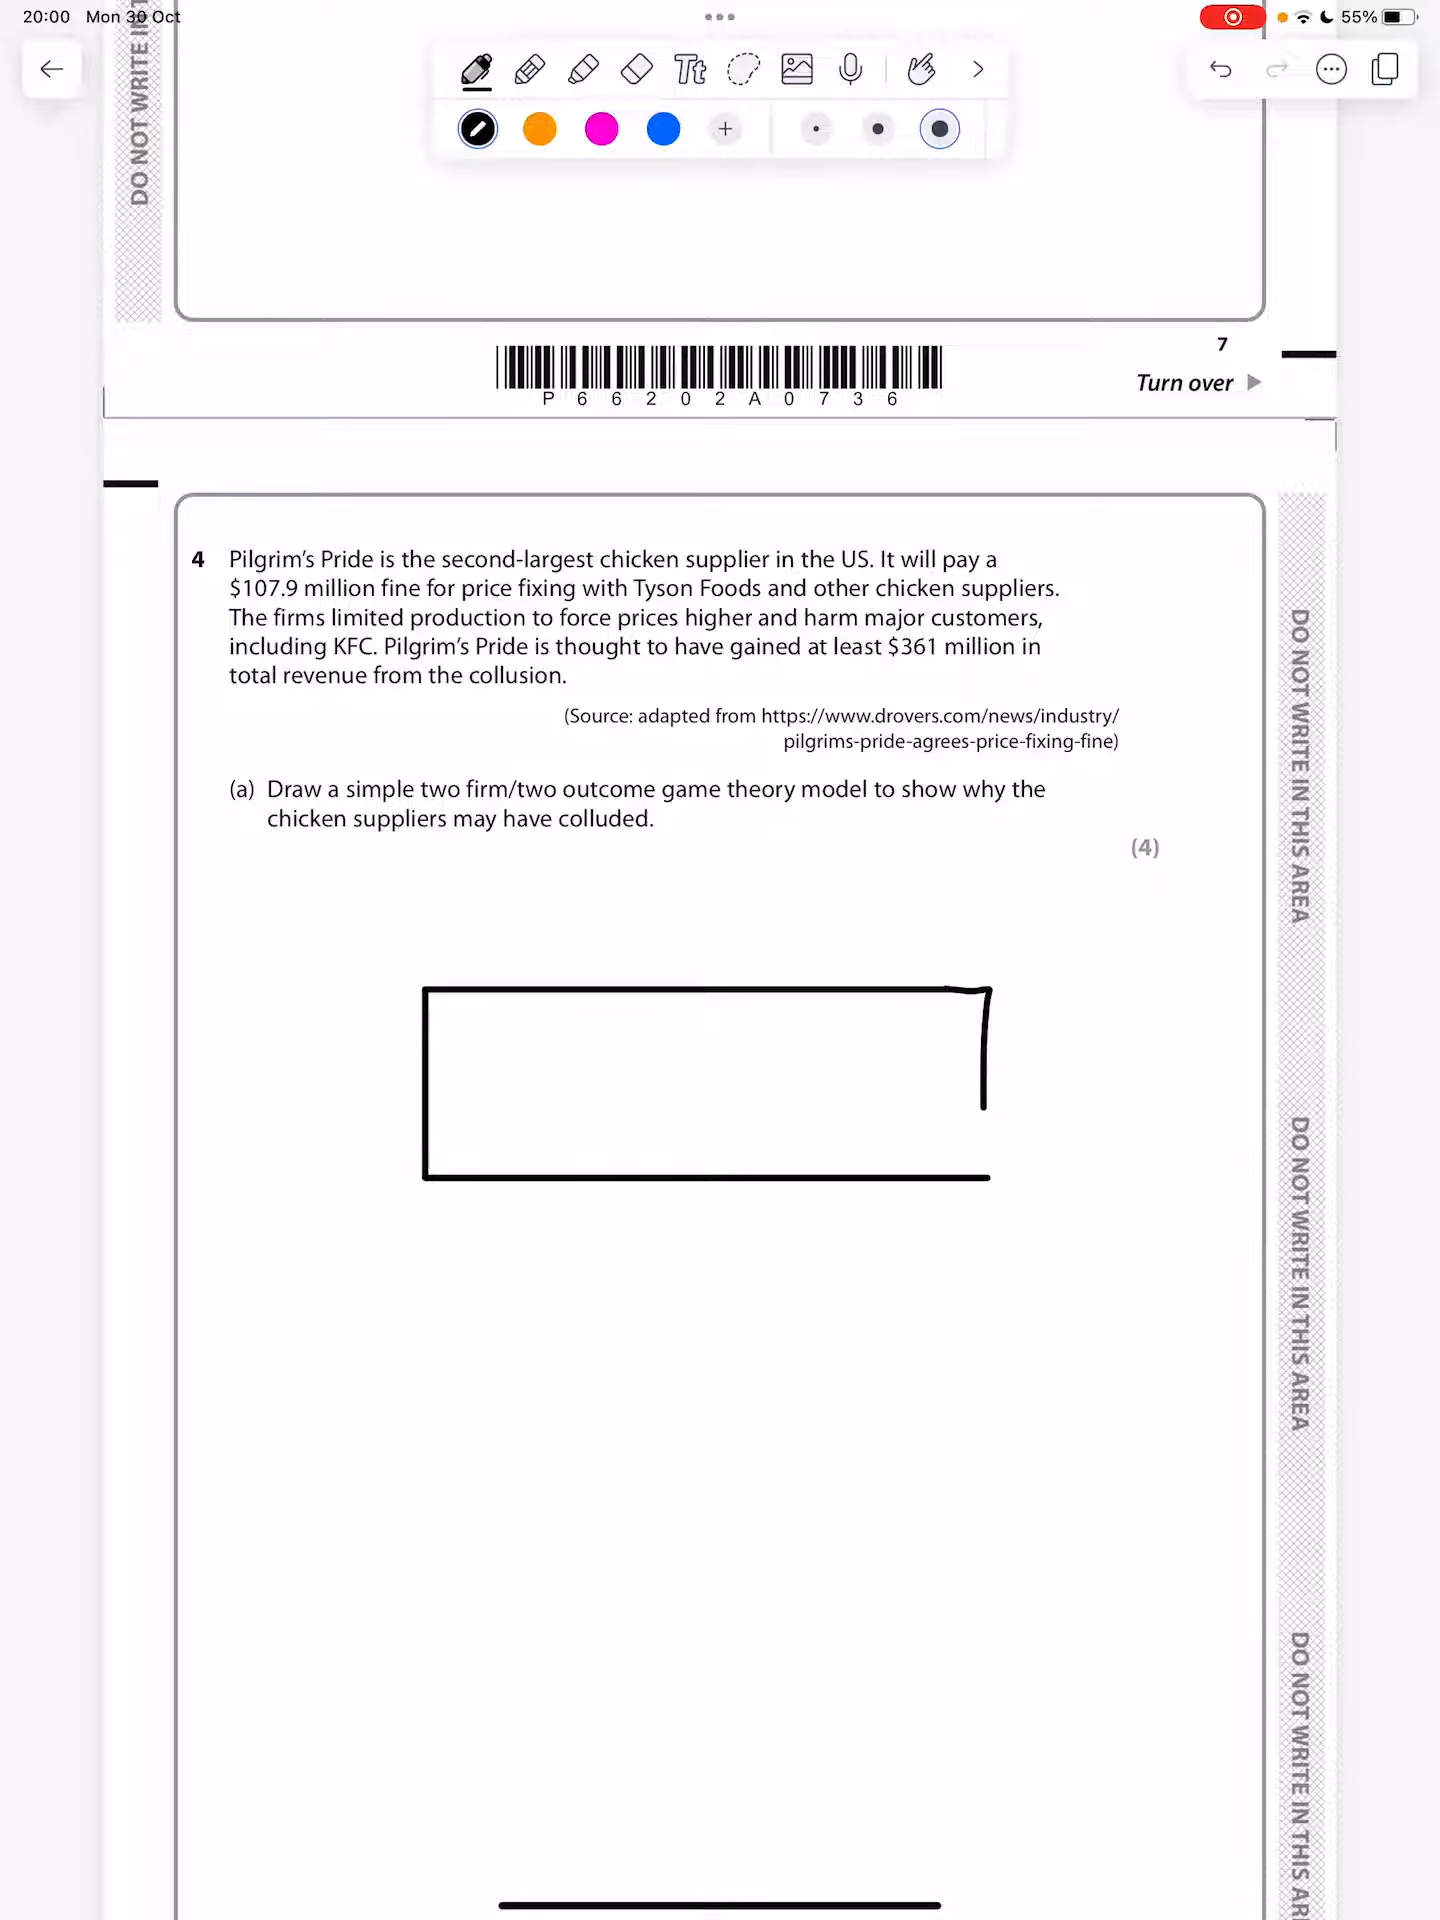 20:00 Mon 30 Oct
55%
Tt
DO NOT WRITE IN T
7
Turn over
P 6 6 2 0 2 A 0 7 3 6
4 Pilgrim's Pride is the second-largest chicken supplier in the US. It will pay a
$107.9 million fine for price fixing with Tyson Foods and other chicken suppliers.
The firms limited production to force prices higher and harm major customers,
including KFC. Pilgrim's Pride is thought to have gained at least $361 million in
total revenue from the collusion.
(Source: adapted from https://www.drovers.com/news/industry/
pilgrims-pride-agrees-price-fixing-fine)
(a) Draw a simple two firm/two outcome game theory model to show why the
chicken suppliers may have colluded.
(4)
DO NOT WRITE IN THIS AREA
DO NOT WRITE IN THIS AREA
DO NOT WRITE IN THIS AR